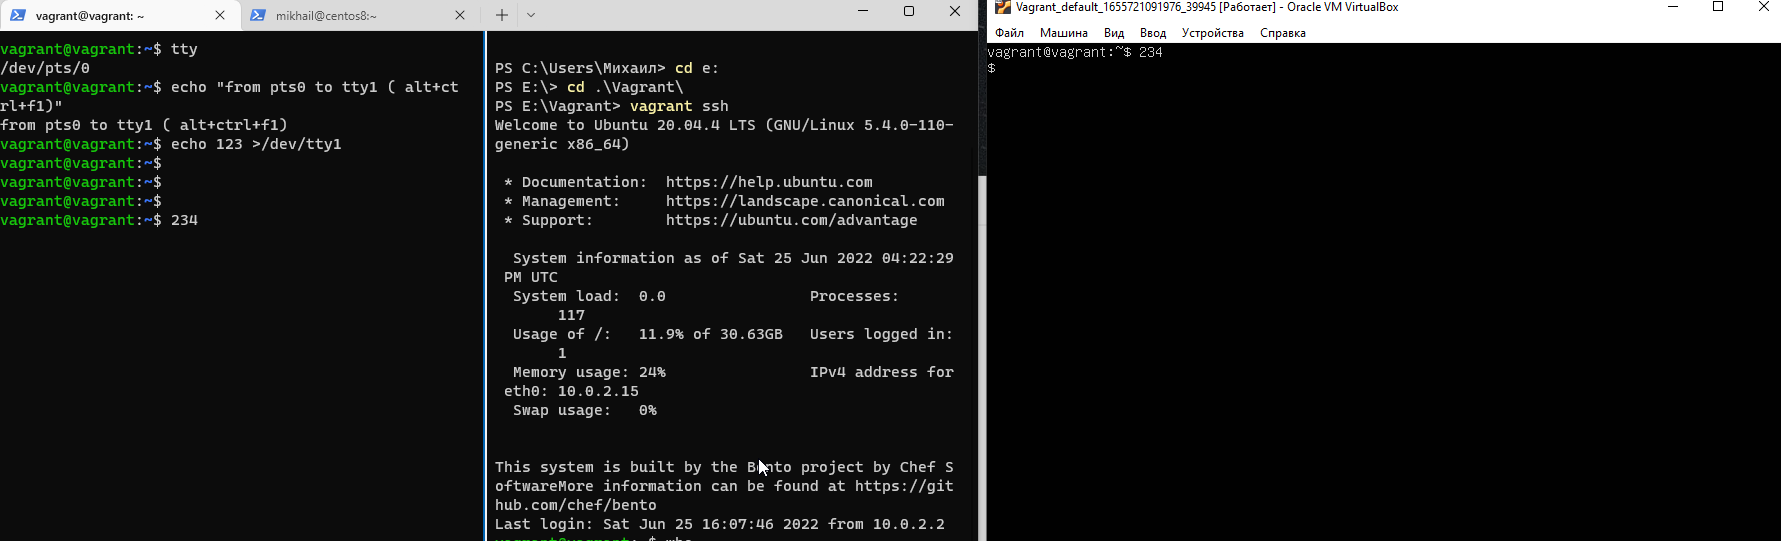 vagrant@vagrant: ~
mikhail@centos8:~
vagrant@vagrant:~$ tty
/dev/pts/0
vagrant@vagrant:~$ echo "from pts0 to tty1 ( alt+ct
rl+f1)"
from pts0 to tty1 ( alt+ctrl+f1)
vagrant@vagrant:~$ echo 123 >/dev/tty1
vagrant@vagrant:~$
vagrant@vagrant:~$
vagrant@vagrant:~$
vagrant@vagrant:~$ 234
PS C:\Users\Михаил> cd e:
PS E:\> cd .\Vagrant\
PS E:\Vagrant> vagrant ssh
Welcome to Ubuntu 20.04.4 LTS (GNU/Linux 5.4.0-110-
generic x86_64)
* Documentation:  https://help.ubuntu.com
* Management:     https://landscape.canonical.com
* Support:        https://ubuntu.com/advantage
System information as of Sat 25 Jun 2022 04:22:29
PM UTC
System load:  0.0                Processes:
117
Usage of /:   11.9% of 30.63GB   Users logged in:
1
Memory usage: 24%                IPv4 address for
eth0: 10.0.2.15
Swap usage:   0%
This system is built by the Bento project by Chef S
oftwareMore information can be found at https://git
hub.com/chef/bento
Last login: Sat Jun 25 16:07:46 2022 from 10.0.2.2
Vagrant_default_1655721091976_39945 [Работает] - Oracle VM VirtualBox
Файл Машина Вид Ввод Устройства Справка
vagrant@vagrant:~$ 234
$